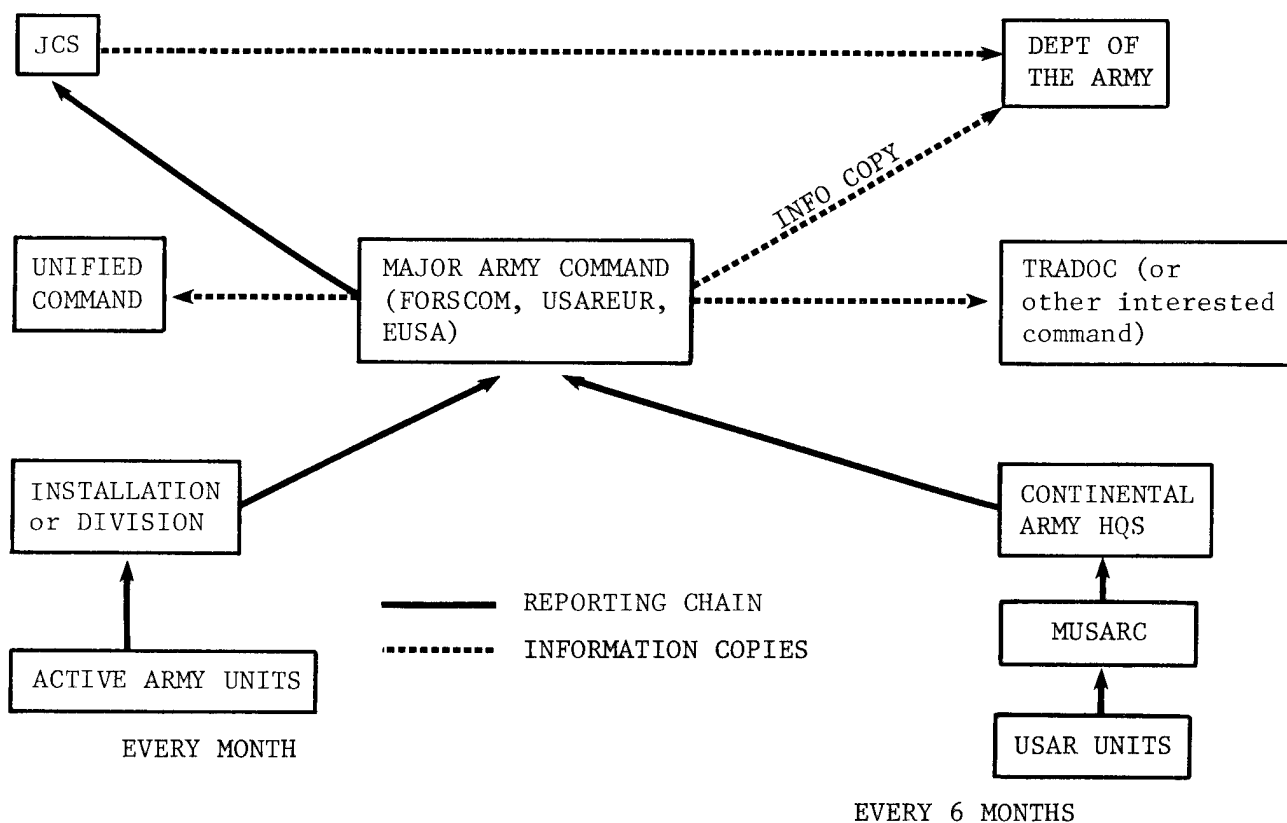 JCS
DEPT OF
THE ARMY
INFO COPY
UNIFIED
COMMAND
MAJOR ARMY COMMAND
(FORSCOM, USAREUR,
EUSA)
TRADOC (or
other interested
command)
INSTALLATION
or DIVISION
CONTINENTAL
ARMY HQS
REPORTING CHAIN
INFORMATION COPIES
MUSARC
ACTIVE ARMY UNITS
USAR UNITS
EVERY MONTH
EVERY 6 MONTHS